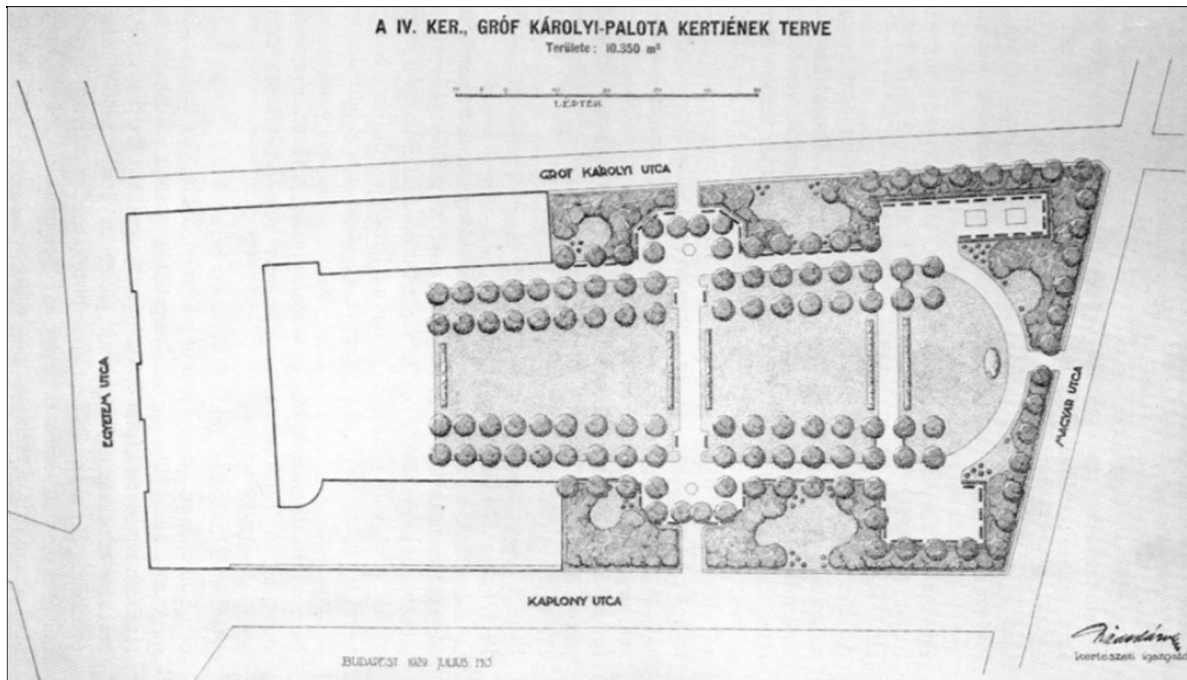 A IV. KER., GRÓF KÁROLYI-PALOTA KERTJÉNEK TERVE
Területe: 10.350 m²
LÉPTÉK
GRÓF KÁROLYI UTCA
EGYETEM UTCA
MAGYAR UTCA
KAPLONY UTCA
BUDAPEST. 1929. JULIUS. HÓ.
kertészeti igazgató